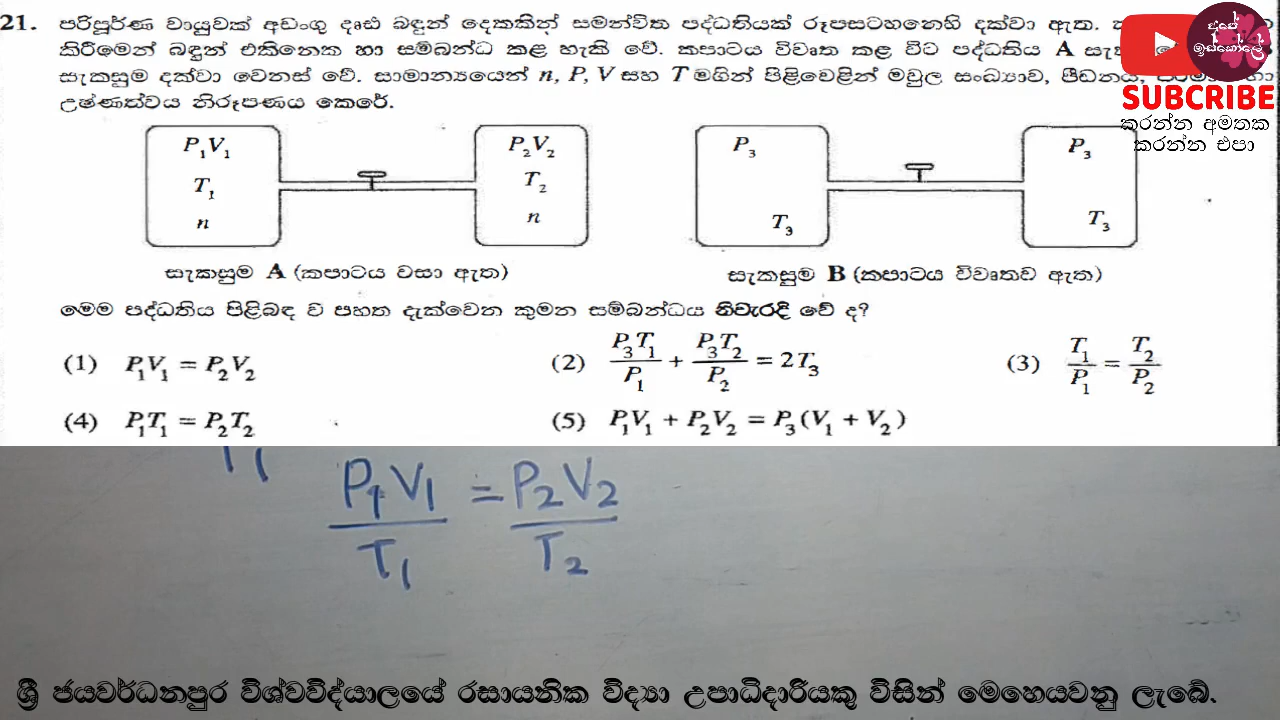 21. පරිපූර්ණ වායුවක් අඩංගු දෘඪ බඳුන් දෙකකින් සමන්විත පද්ධතියක් රූපසටහනෙහි දක්වා ඇත.
කිරීමෙන් බඳුන් එකිනෙක හා සම්බන්ධ කළ හැකි වේ. කපාටය විවෘත කළ විට පද්ධතිය A
සැකසුම දක්වා වෙනස් වේ. සාමාන්‍යයෙන් n, P, V සහ T මගින් පිළිවෙළින් මවුල සංඛ්‍යාව, පීඩනය,
උෂ්ණත්වය නිරූපණය කෙරේ.
අපේ ඉස්කෝලේ
SUBCRIBE
කරන්න අමතක
කරන්න එපා
P₁V₁ P₂V₂ P₃ P₃
T₁ T₂
n n T₃ T₃
සැකසුම A (කපාටය වසා ඇත) සැකසුම B (කපාටය විවෘතව ඇත)
මෙම පද්ධතිය පිළිබඳ ව පහත දැක්වෙන කුමන සම්බන්ධය නිවැරදි වේ ද?
(1) P₁V₁ = P₂V₂ (2) P₃T₁/P₁ + P₃T₂/P₂ = 2T₃ (3) T₁/P₁ = T₂/P₂
(4) P₁T₁ = P₂T₂ (5) P₁V₁ + P₂V₂ = P₃(V₁ + V₂)
P₁V₁/T₁ = P₂V₂/T₂
ශ්‍රී ජයවර්ධනපුර විශ්වවිද්‍යාලයේ රසායනික විද්‍යා උපාධිදාරියකු විසින් මෙහෙයවනු ලැබේ.